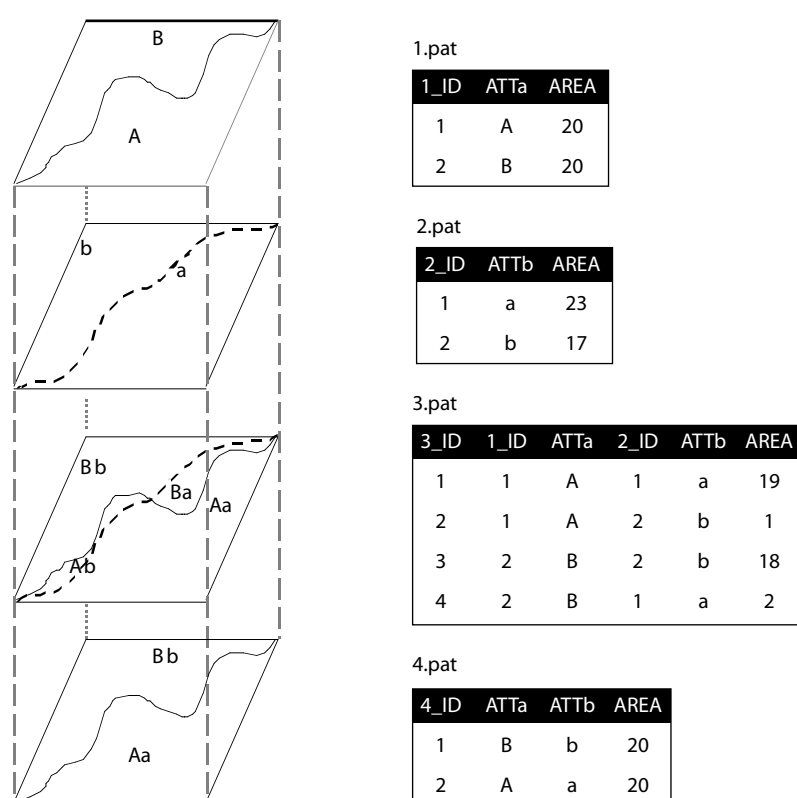 B
A
b
a
Bb
Ba
Aa
Ab
Bb
Aa
1.pat
1_ID ATTa AREA
1 A 20
2 B 20
2.pat
2_ID ATTb AREA
1 a 23
2 b 17
3.pat
3_ID 1_ID ATTa 2_ID ATTb AREA
1 1 A 1 a 19
2 1 A 2 b 1
3 2 B 2 b 18
4 2 B 1 a 2
4.pat
4_ID ATTa ATTb AREA
1 B b 20
2 A a 20